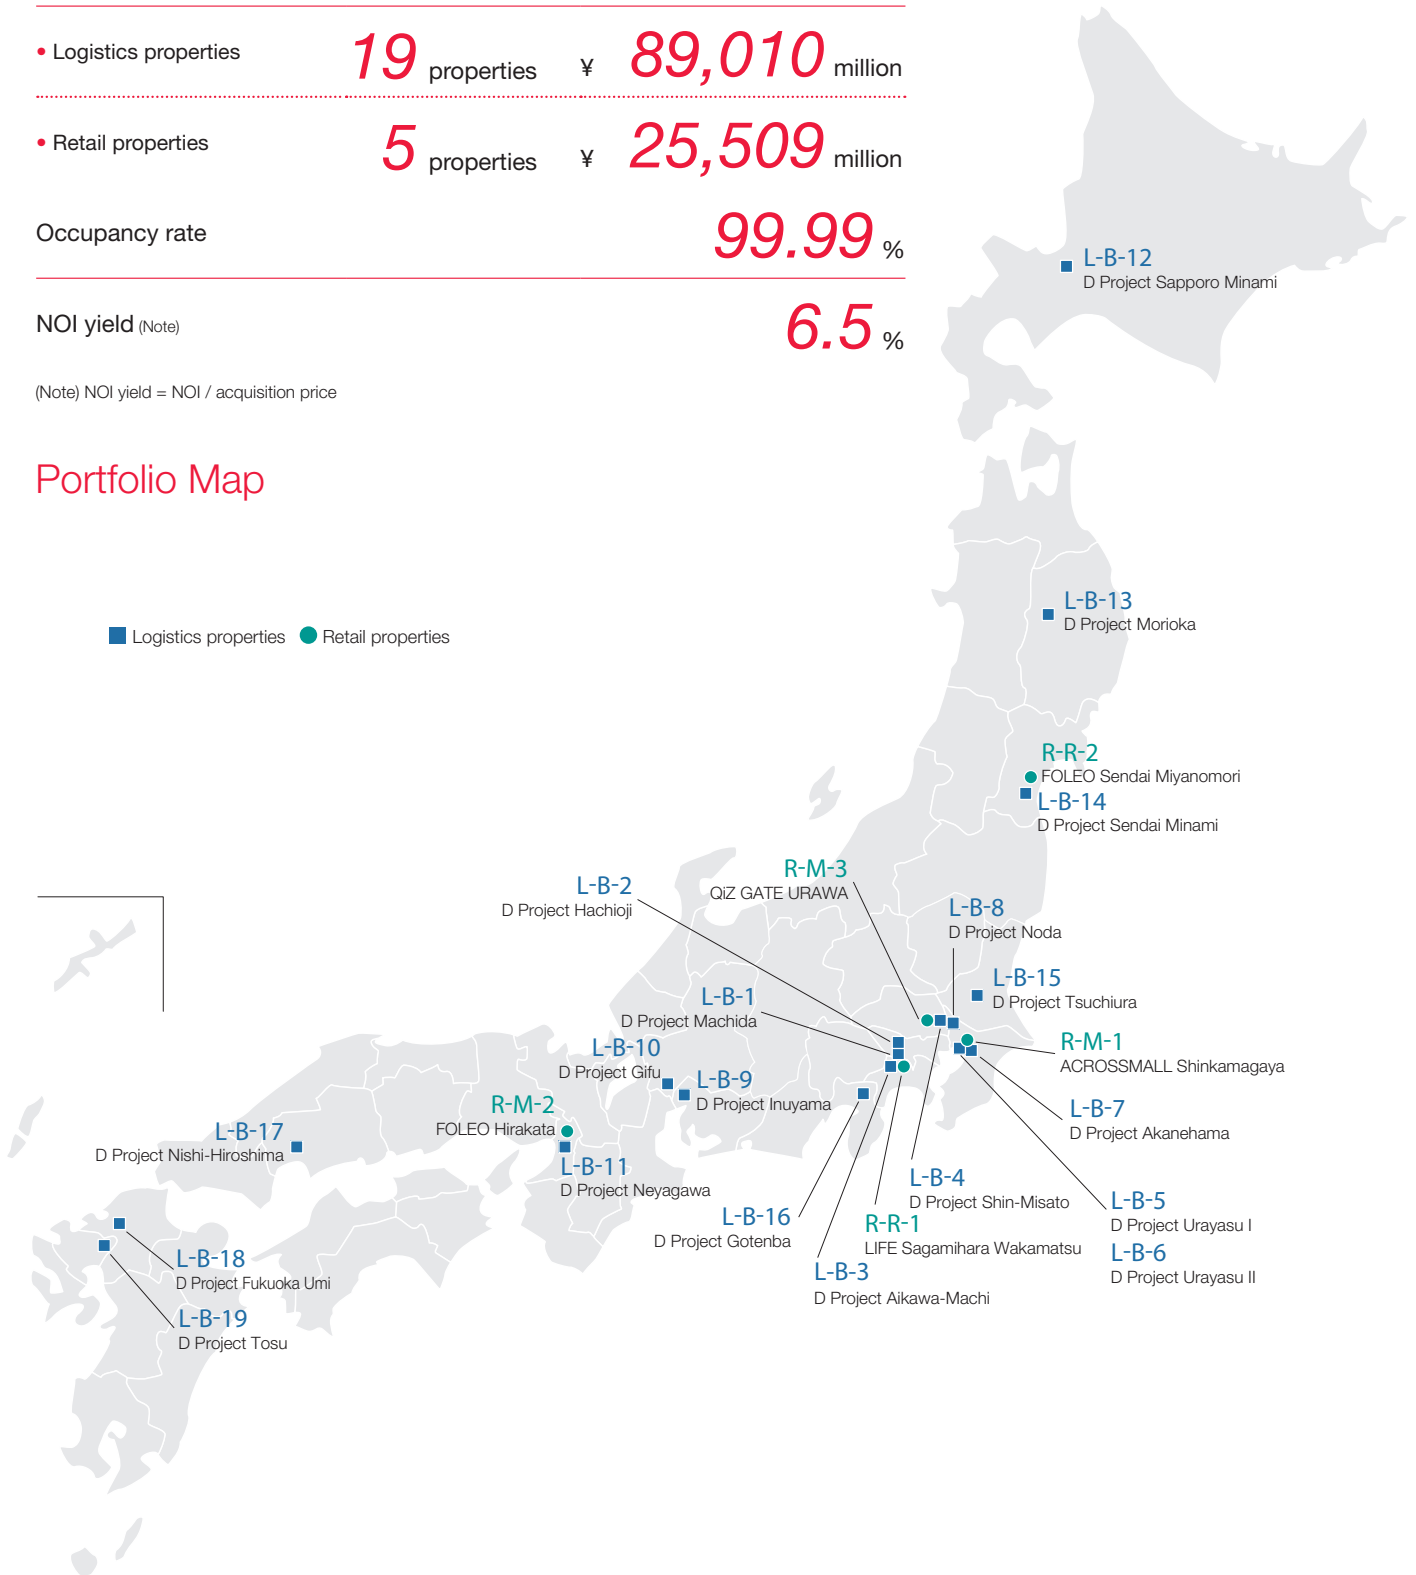 • Logistics properties 19 properties ¥ 89,010 million
• Retail properties 5 properties ¥ 25,509 million
Occupancy rate 99.99 %
NOI yield (Note) 6.5 %
(Note) NOI yield = NOI / acquisition price
Portfolio Map
Logistics properties Retail properties
L-B-12
D Project Sapporo Minami
L-B-13
D Project Morioka
R-R-2
FOLEO Sendai Miyanomori
L-B-14
D Project Sendai Minami
R-M-3
QiZ GATE URAWA
L-B-2
D Project Hachioji
L-B-8
D Project Noda
L-B-15
D Project Tsuchiura
L-B-1
D Project Machida
R-M-1
ACROSSMALL Shinkamagaya
L-B-10
D Project Gifu
L-B-9
D Project Inuyama
R-M-2
FOLEO Hirakata
L-B-7
D Project Akanehama
L-B-17
D Project Nishi-Hiroshima
L-B-11
D Project Neyagawa
L-B-4
D Project Shin-Misato
L-B-5
D Project Urayasu I
L-B-16
D Project Gotenba
R-R-1
LIFE Sagamihara Wakamatsu
L-B-6
D Project Urayasu II
L-B-18
D Project Fukuoka Umi
L-B-3
D Project Aikawa-Machi
L-B-19
D Project Tosu